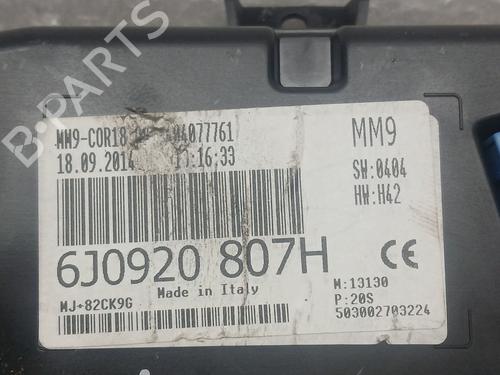 B-PARTS
MM9-COR18 404077761
MM9
18.09.2014 11:16:33
SW:0404
HW:H42
6J0920 807H
CE
Made in Italy
MJ+82CK9G
M:13130
P:20S
503002703224